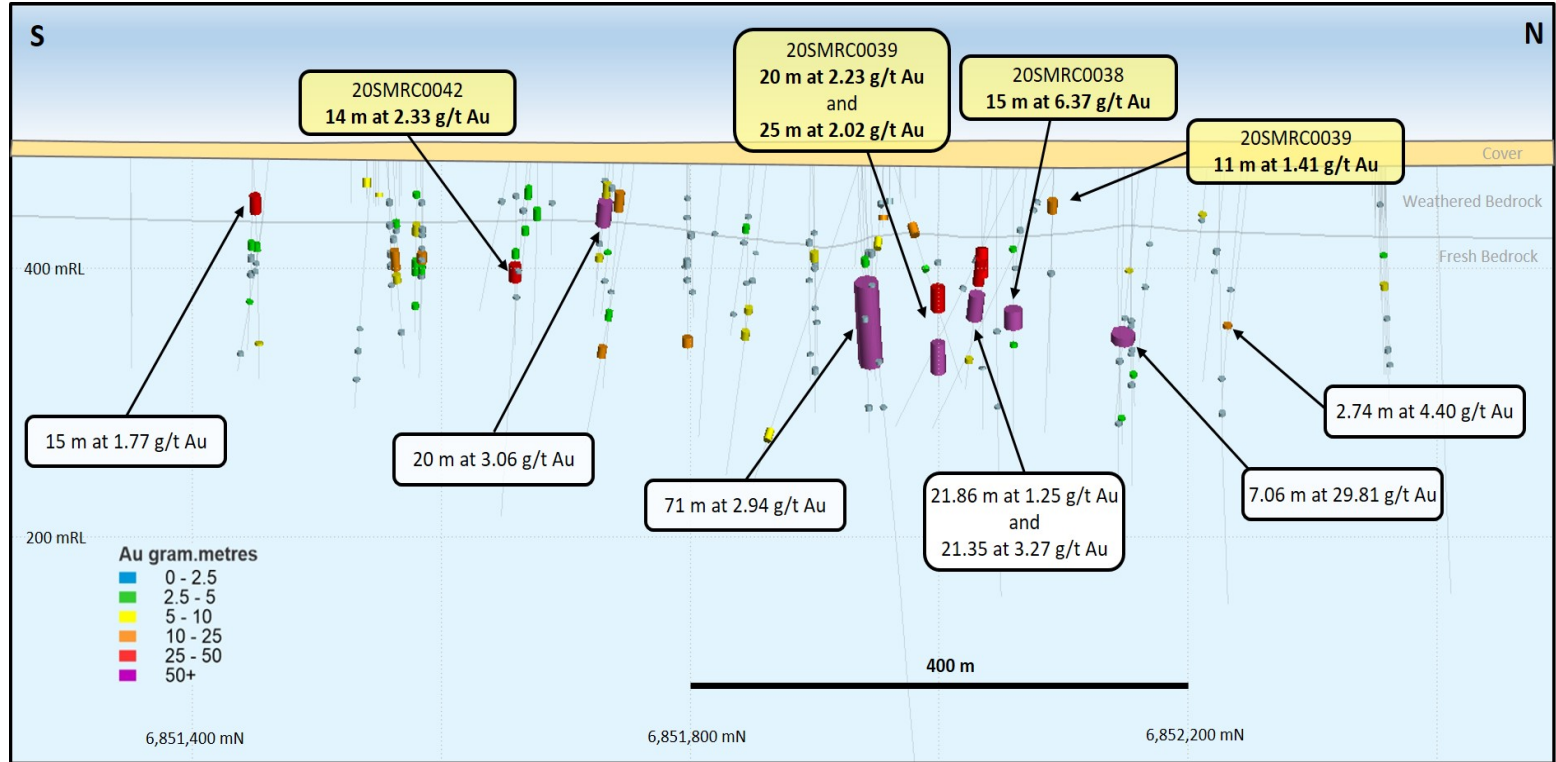 S
N
20SMRC0042
14 m at 2.33 g/t Au
20SMRC0039
20 m at 2.23 g/t Au
and
25 m at 2.02 g/t Au
20SMRC0038
15 m at 6.37 g/t Au
20SMRC0039
11 m at 1.41 g/t Au
Cover
Weathered Bedrock
Fresh Bedrock
400 mRL
15 m at 1.77 g/t Au
20 m at 3.06 g/t Au
71 m at 2.94 g/t Au
21.86 m at 1.25 g/t Au
and
21.35 at 3.27 g/t Au
7.06 m at 29.81 g/t Au
2.74 m at 4.40 g/t Au
200 mRL
Au gram.metres
0 - 2.5
2.5 - 5
5 - 10
10 - 25
25 - 50
50+
400 m
6,851,400 mN
6,851,800 mN
6,852,200 mN